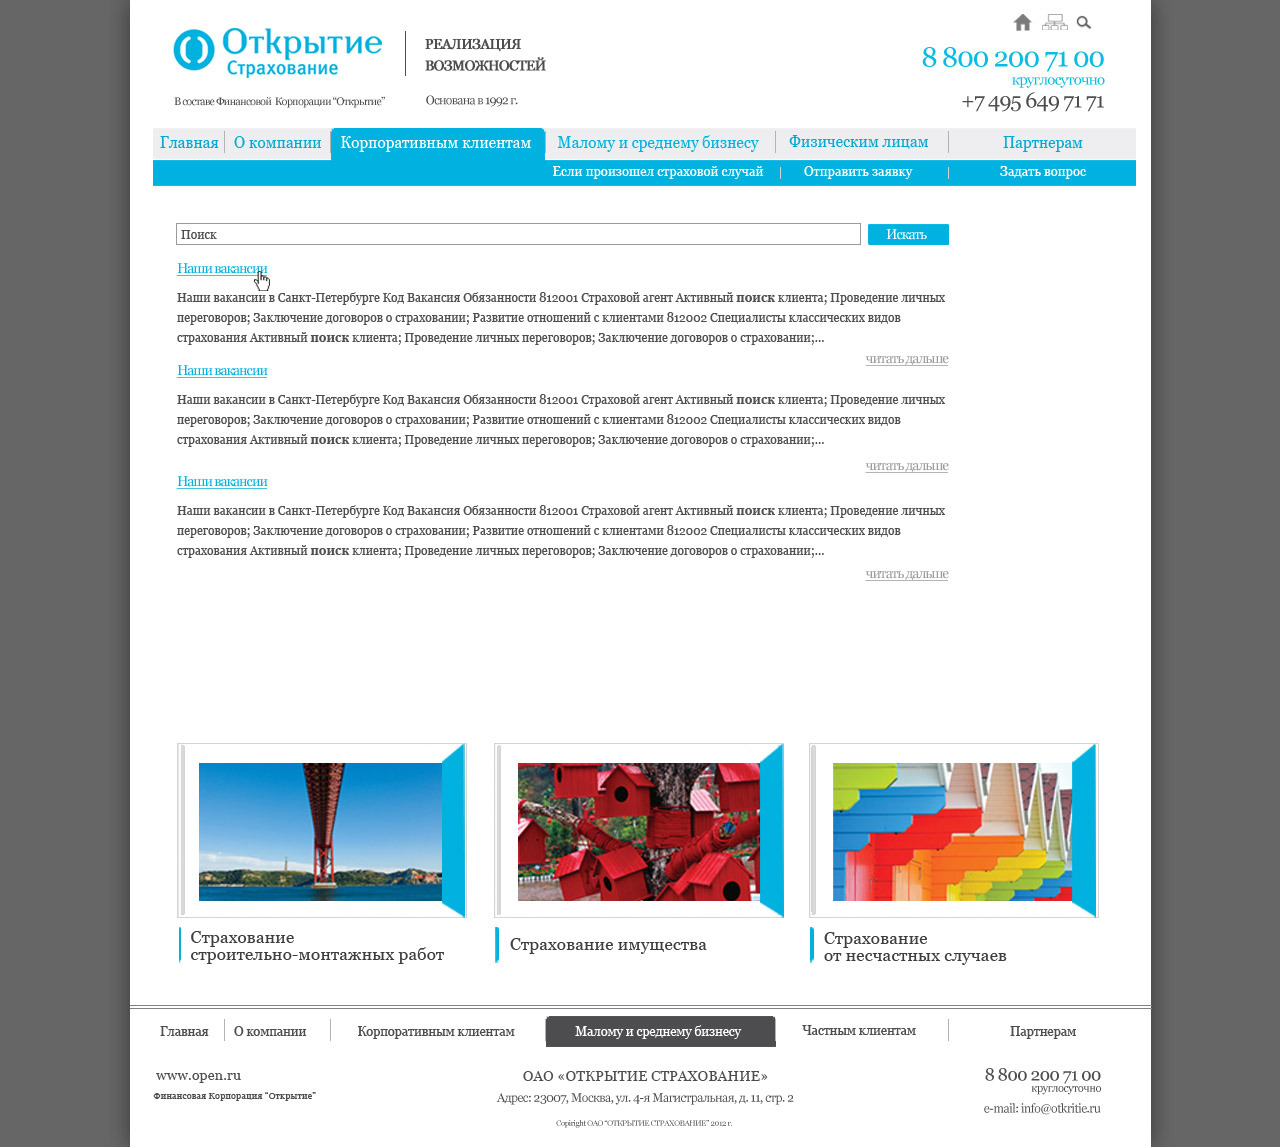 Открытие
Страхование
РЕАЛИЗАЦИЯ
ВОЗМОЖНОСТЕЙ
В составе Финансовой Корпорации "Открытие"
Основана в 1992 г.
8 800 200 71 00
круглосуточно
+7 495 649 71 71
Главная
О компании
Корпоративным клиентам
Малому и среднему бизнесу
Физическим лицам
Партнерам
Если произошел страховой случай
Отправить заявку
Задать вопрос
Поиск
Искать
Наши вакансии
Наши вакансии в Санкт-Петербурге Код Вакансия Обязанности 812001 Страховой агент Активный поиск клиента; Проведение личных
переговоров; Заключение договоров о страховании; Развитие отношений с клиентами 812002 Специалисты классических видов
страхования Активный поиск клиента; Проведение личных переговоров; Заключение договоров о страховании;...
читать дальше
Наши вакансии
Наши вакансии в Санкт-Петербурге Код Вакансия Обязанности 812001 Страховой агент Активный поиск клиента; Проведение личных
переговоров; Заключение договоров о страховании; Развитие отношений с клиентами 812002 Специалисты классических видов
страхования Активный поиск клиента; Проведение личных переговоров; Заключение договоров о страховании;...
читать дальше
Наши вакансии
Наши вакансии в Санкт-Петербурге Код Вакансия Обязанности 812001 Страховой агент Активный поиск клиента; Проведение личных
переговоров; Заключение договоров о страховании; Развитие отношений с клиентами 812002 Специалисты классических видов
страхования Активный поиск клиента; Проведение личных переговоров; Заключение договоров о страховании;...
читать дальше
Страхование
строительно-монтажных работ
Страхование имущества
Страхование
от несчастных случаев
Главная
О компании
Корпоративным клиентам
Малому и среднему бизнесу
Частным клиентам
Партнерам
www.open.ru
Финансовая Корпорация "Открытие"
ОАО «ОТКРЫТИЕ СТРАХОВАНИЕ»
Адрес: 23007, Москва, ул. 4-я Магистральная, д. 11, стр. 2
Copiright ОАО "ОТКРЫТИЕ СТРАХОВАНИЕ" 2012 г.
8 800 200 71 00
круглосуточно
e-mail: info@otkritie.ru